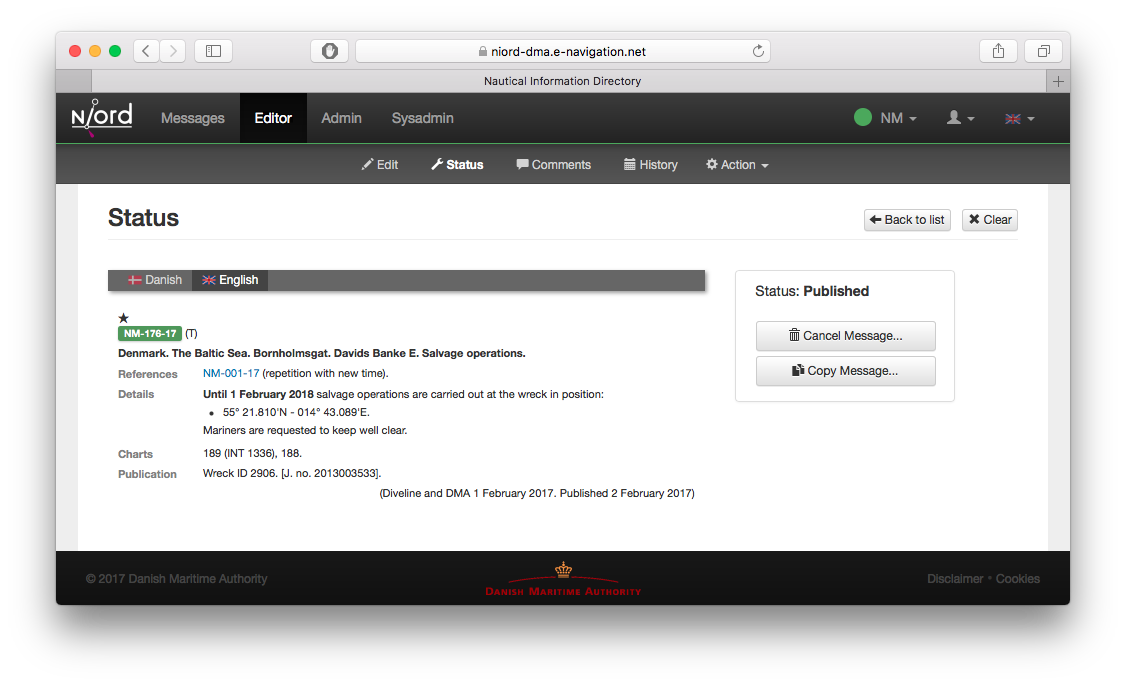 niord-dma.e-navigation.net
Nautical Information Directory
Niord Messages Editor Admin Sysadmin NM
Edit Status Comments History Action
Status
Back to list Clear
Danish English
Status: Published
NM-176-17 (T)
Cancel Message...
Denmark. The Baltic Sea. Bornholmsgat. Davids Banke E. Salvage operations.
References NM-001-17 (repetition with new time).
Copy Message...
Details Until 1 February 2018 salvage operations are carried out at the wreck in position:
• 55° 21.810'N - 014° 43.089'E.
Mariners are requested to keep well clear.
Charts 189 (INT 1336), 188.
Publication Wreck ID 2906. [J. no. 2013003533].
(Diveline and DMA 1 February 2017. Published 2 February 2017)
© 2017 Danish Maritime Authority
DANISH MARITIME AUTHORITY
Disclaimer • Cookies